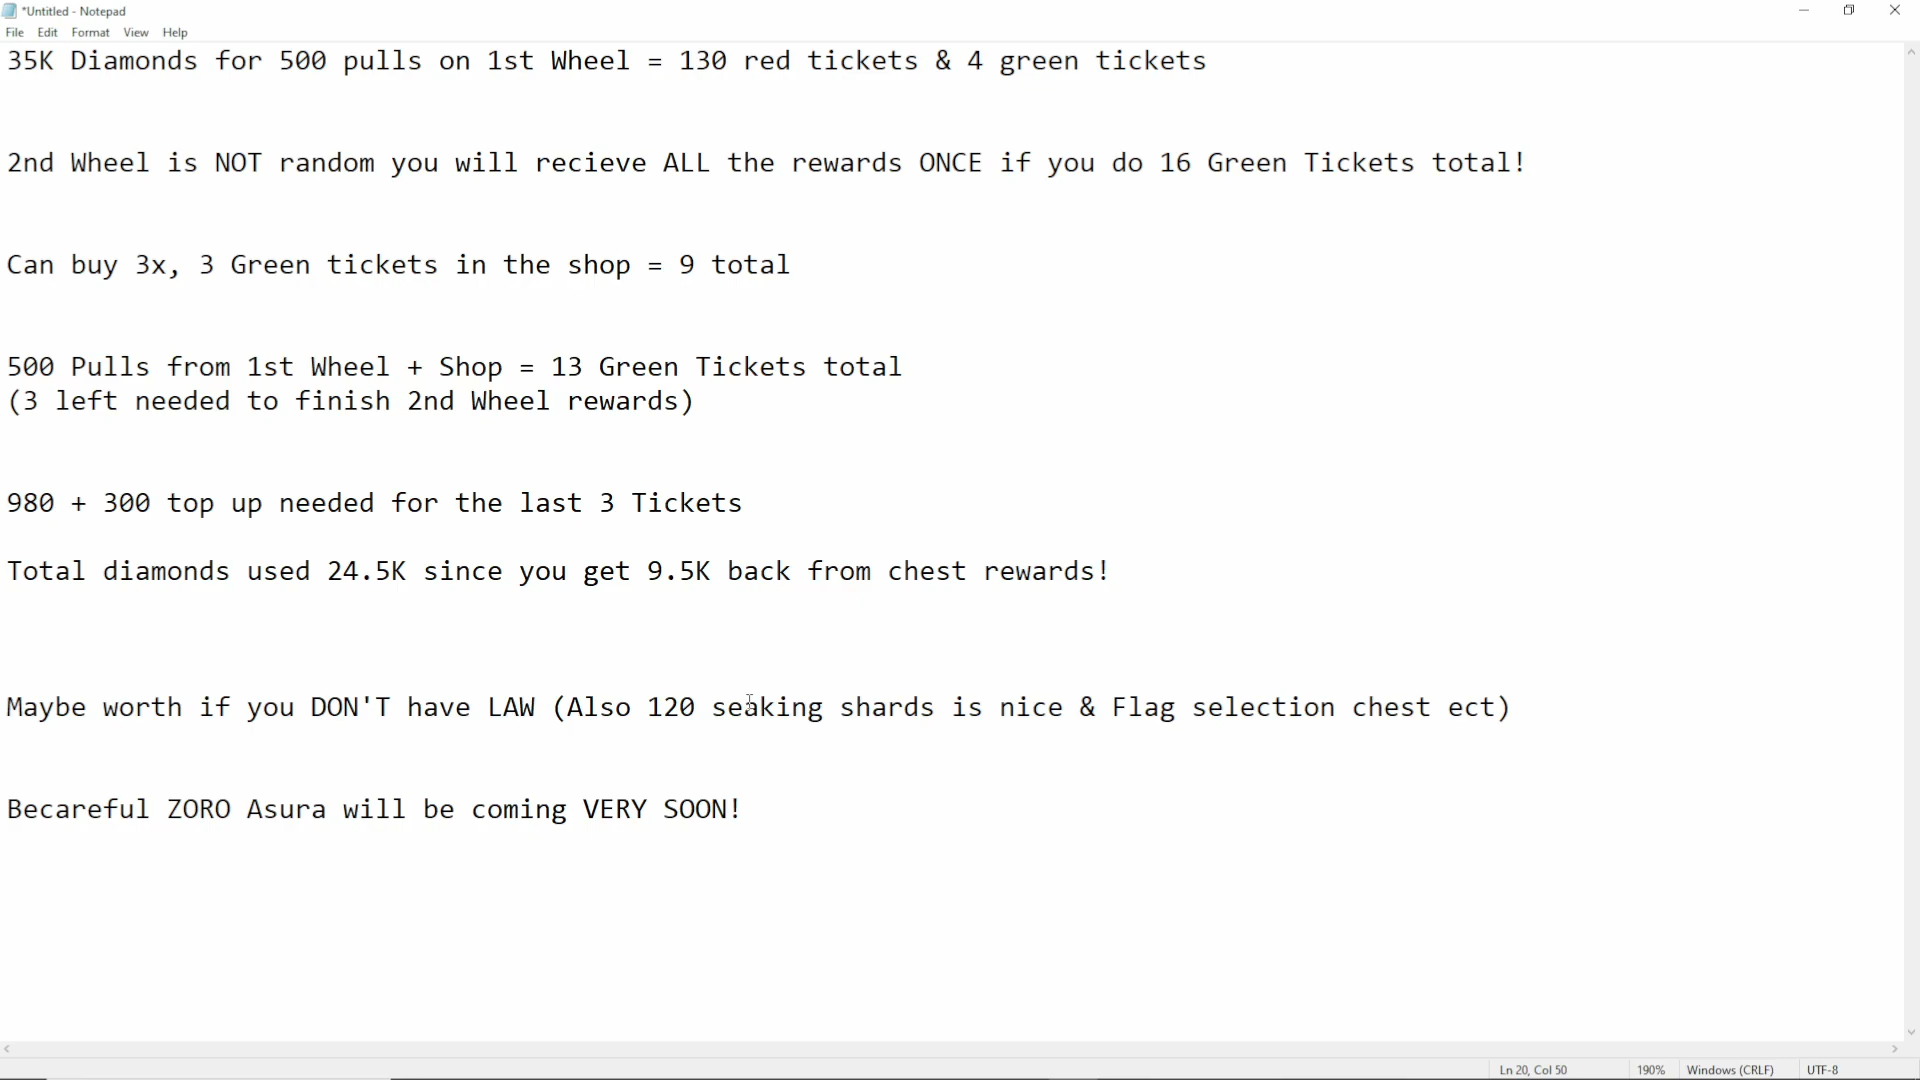 *Untitled - Notepad
File Edit Format View Help
35K Diamonds for 500 pulls on 1st Wheel = 130 red tickets & 4 green tickets
2nd Wheel is NOT random you will recieve ALL the rewards ONCE if you do 16 Green Tickets total!
Can buy 3x, 3 Green tickets in the shop = 9 total
500 Pulls from 1st Wheel + Shop = 13 Green Tickets total
(3 left needed to finish 2nd Wheel rewards)
980 + 300 top up needed for the last 3 Tickets
Total diamonds used 24.5K since you get 9.5K back from chest rewards!
Maybe worth if you DON'T have LAW (Also 120 seaking shards is nice & Flag selection chest ect)
Becareful ZORO Asura will be coming VERY SOON!
Ln 20, Col 50 190% Windows (CRLF) UTF-8